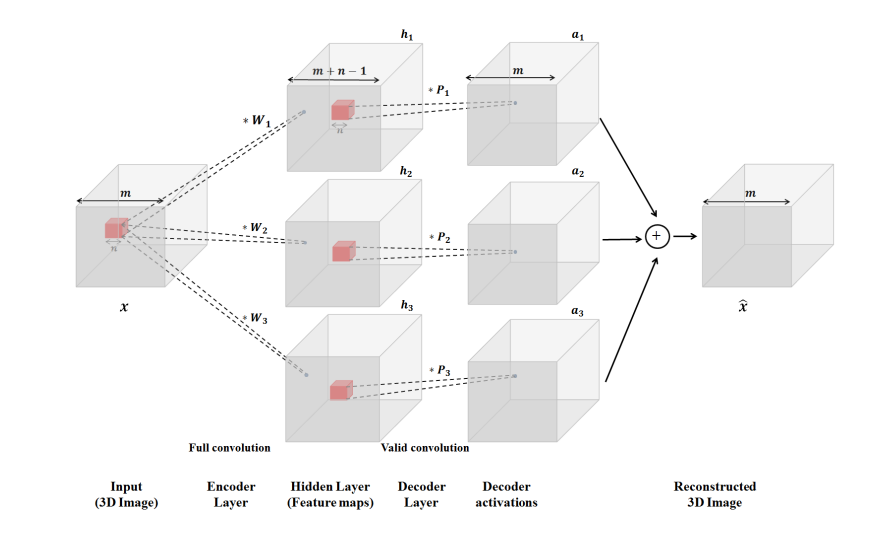 h₁
a₁
m + n − 1
m
* P₁
n
* W₁
h₂
a₂
m
m
* W₂
* P₂
n
x
x̂
h₃
a₃
* W₃
* P₃
Full convolution
Valid convolution
Input
(3D Image)
Encoder
Layer
Hidden Layer
(Feature maps)
Decoder
Layer
Decoder
activations
Reconstructed
3D Image
+